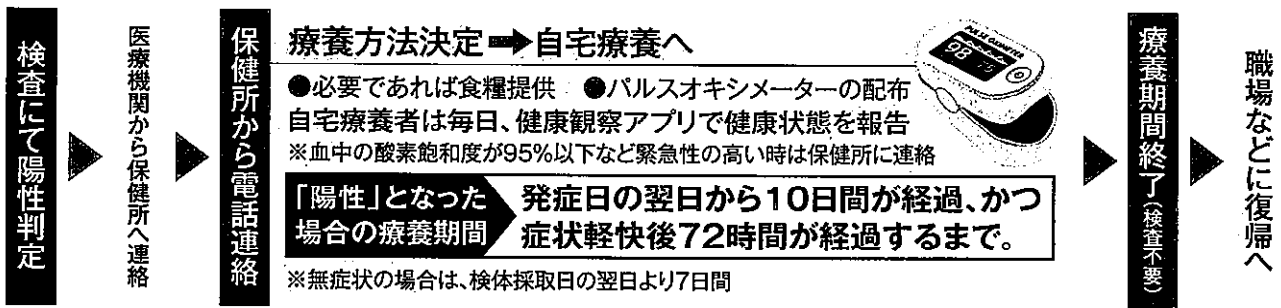 検査にて陽性判定
医療機関から保健所へ連絡
保健所から電話連絡
療養方法決定➡自宅療養へ
●必要であれば食糧提供 ●パルスオキシメーターの配布
自宅療養者は毎日、健康観察アプリで健康状態を報告
※血中の酸素飽和度が95%以下など緊急性の高い時は保健所に連絡
PULSE OXIMETER
98
「陽性」となった
場合の療養期間
発症日の翌日から10日間が経過、かつ
症状軽快後72時間が経過するまで。
※無症状の場合は、検体採取日の翌日より7日間
療養期間終了(検査不要)
職場などに復帰へ